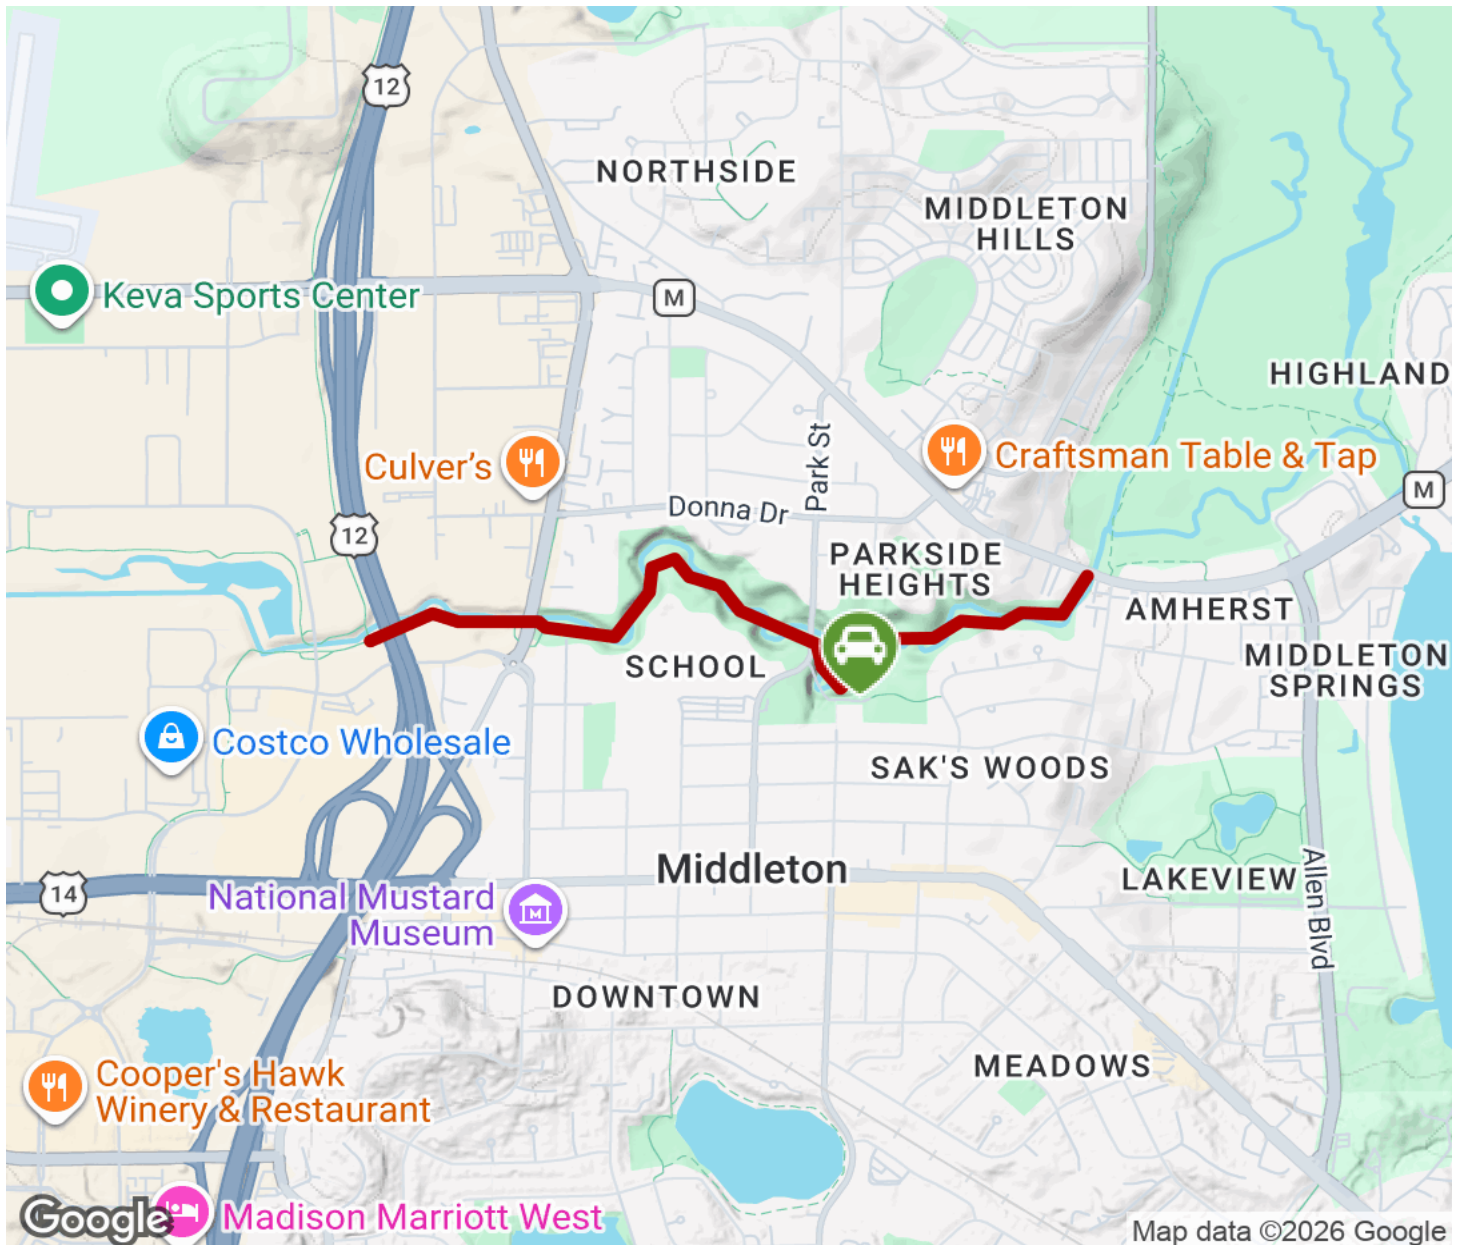 12
NORTHSIDE
MIDDLETON
HILLS
Keva Sports Center
M
HIGHLAND
Park St
Culver's
Craftsman Table & Tap
M
Donna Dr
12
PARKSIDE
HEIGHTS
AMHERST
SCHOOL
MIDDLETON
SPRINGS
Costco Wholesale
SAK'S WOODS
Middleton
14
LAKEVIEW
Allen Blvd
National Mustard
Museum
M
DOWNTOWN
MEADOWS
Cooper's Hawk
Winery & Restaurant
Google
Madison Marriott West
Map data ©2026 Google